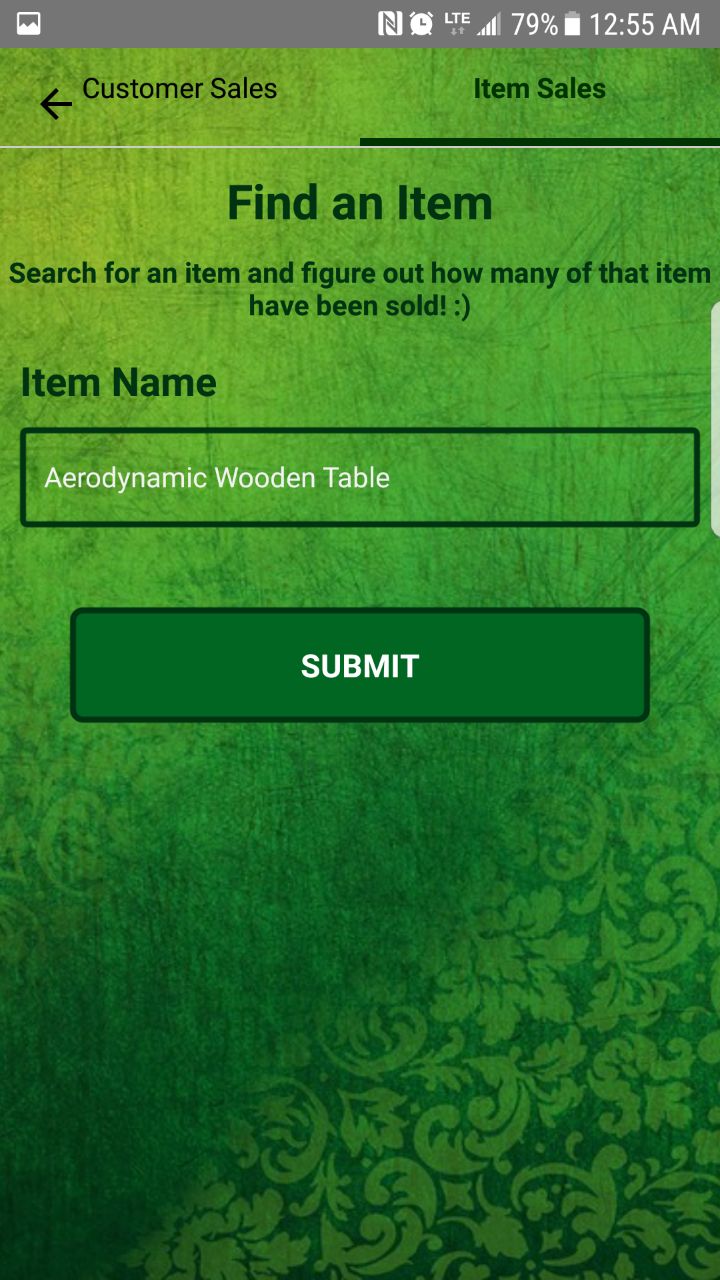 LTE 79% 12:55 AM
Customer Sales Item Sales
Find an Item
Search for an item and figure out how many of that item
have been sold! :)
Item Name
Aerodynamic Wooden Table
SUBMIT